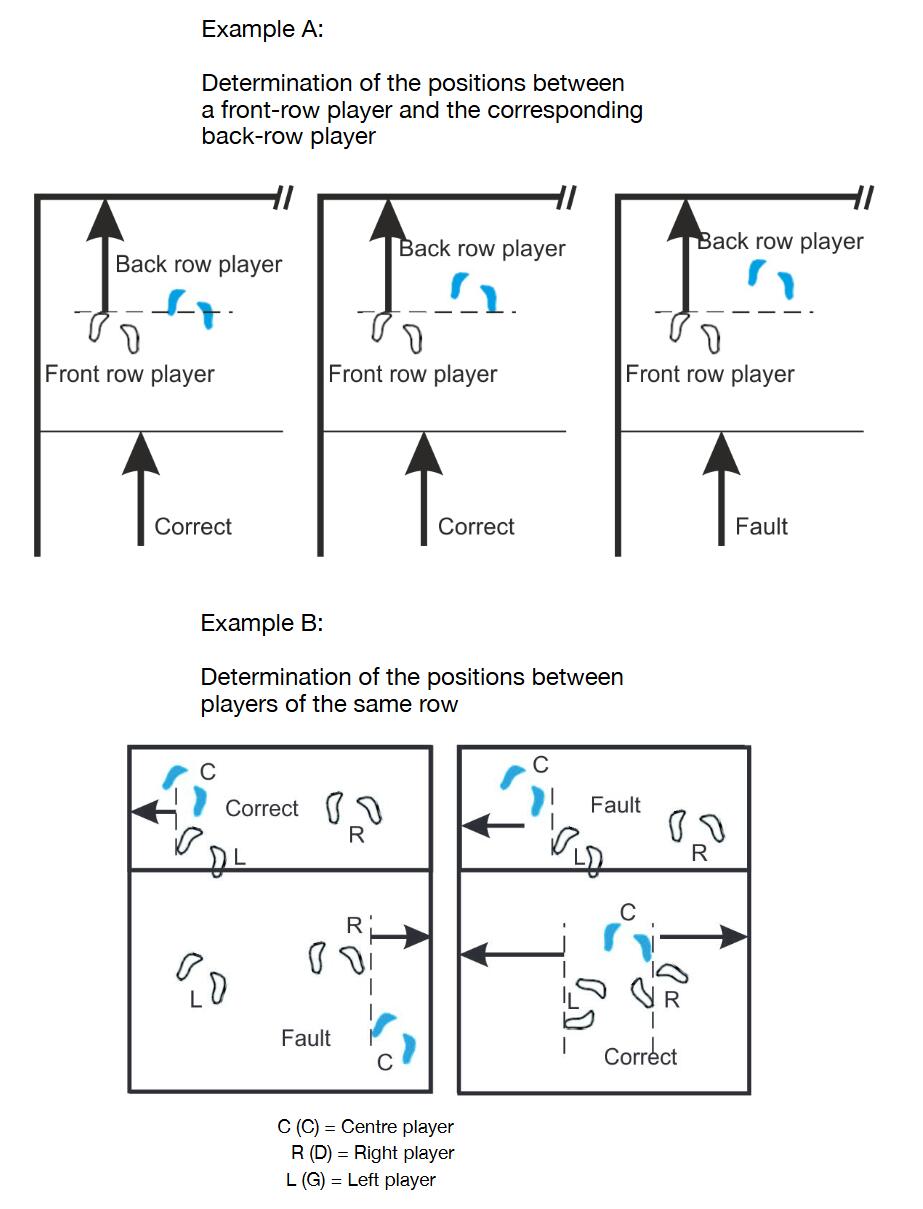 Example A:
Determination of the positions between
a front-row player and the corresponding
back-row player
Back row player
Front row player
Correct
Back row player
Front row player
Correct
Back row player
Front row player
Fault
Example B:
Determination of the positions between
players of the same row
C
Correct
R
L
R
L
Fault
C
C
Fault
L
R
C
L
R
Correct
C (C) = Centre player
R (D) = Right player
L (G) = Left player